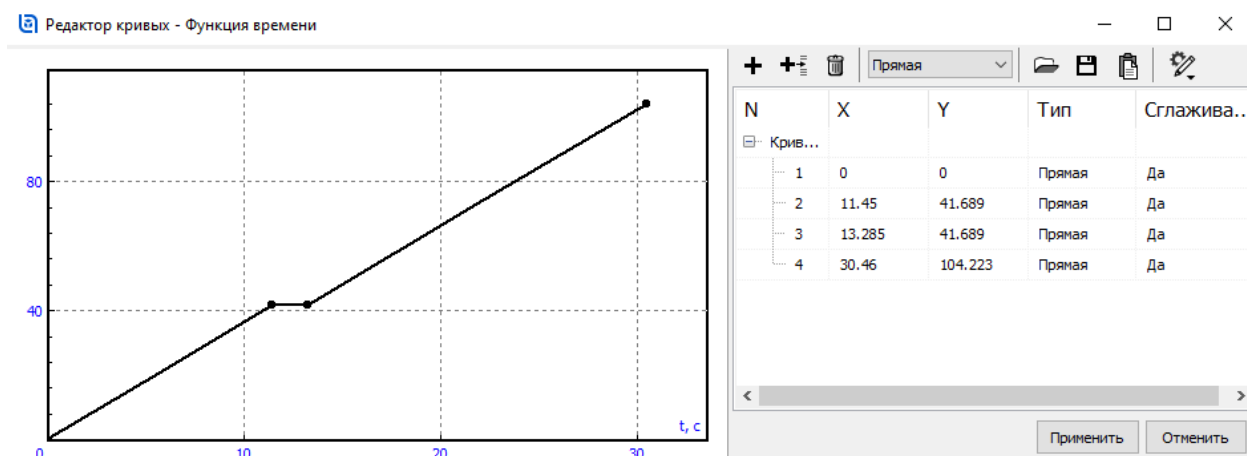 Редактор кривых - Функция времени
Прямая
N X Y Тип Сглажива..
Крив...
1 0 0 Прямая Да
2 11.45 41.689 Прямая Да
3 13.285 41.689 Прямая Да
4 30.46 104.223 Прямая Да
80
40
t, c
0 10 20 30
Применить Отменить